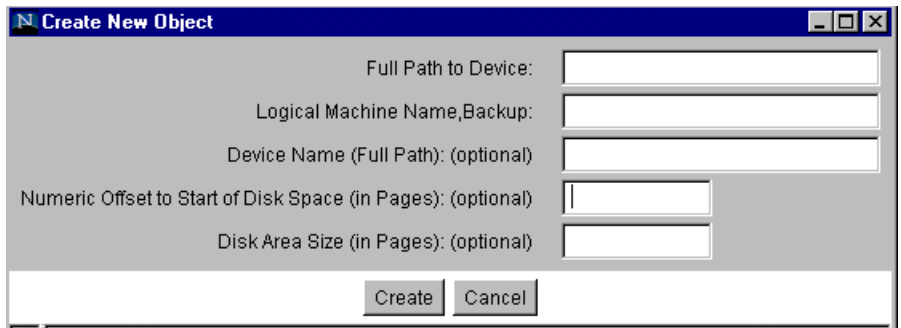 N Create New Object
Full Path to Device:
Logical Machine Name,Backup:
Device Name (Full Path): (optional)
Numeric Offset to Start of Disk Space (in Pages): (optional)
Disk Area Size (in Pages): (optional)
Create Cancel